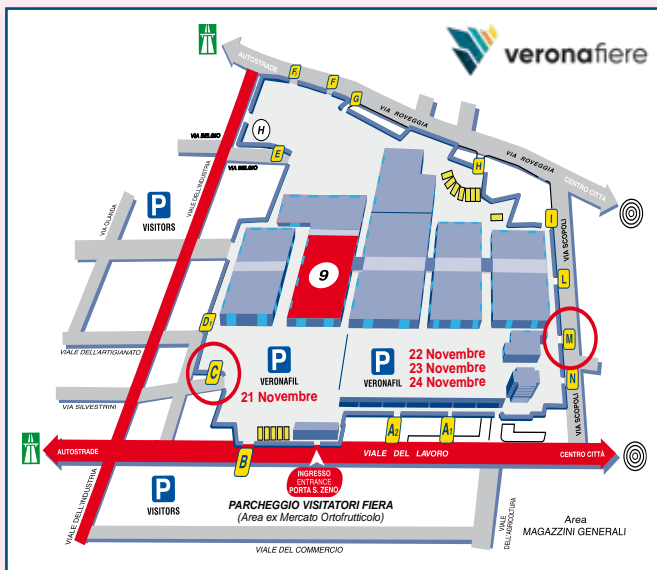 veronafiere
AUTOSTRADE
F1
F
G
VIA ROVEGGIA
VIA ROVEGGIA
H
CENTRO CITTÀ
H
VIA BELGIO
E
VIA BELGIO
VIALE DELL'INDUSTRIA
P
VISITORS
VIA OLANDA
I
VIA SCOPOLI
L
9
D1
M
VIALE DELL'ARTIGIANATO
C
P
VERONAFIL
21 Novembre
P
VERONAFIL
22 Novembre
23 Novembre
24 Novembre
N
VIA SILVESTRINI
VIA SCOPOLI
A2
A1
AUTOSTRADE
B
VIALE DEL LAVORO
CENTRO CITTÀ
INGRESSO
ENTRANCE
PORTA S. ZENO
P
VISITORS
VIALE DELL'INDUSTRIA
PARCHEGGIO VISITATORI FIERA
(Area ex Mercato Ortofrutticolo)
VIALE
DELL'AGRICOLTURA
Area
MAGAZZINI GENERALI
VIALE DEL COMMERCIO